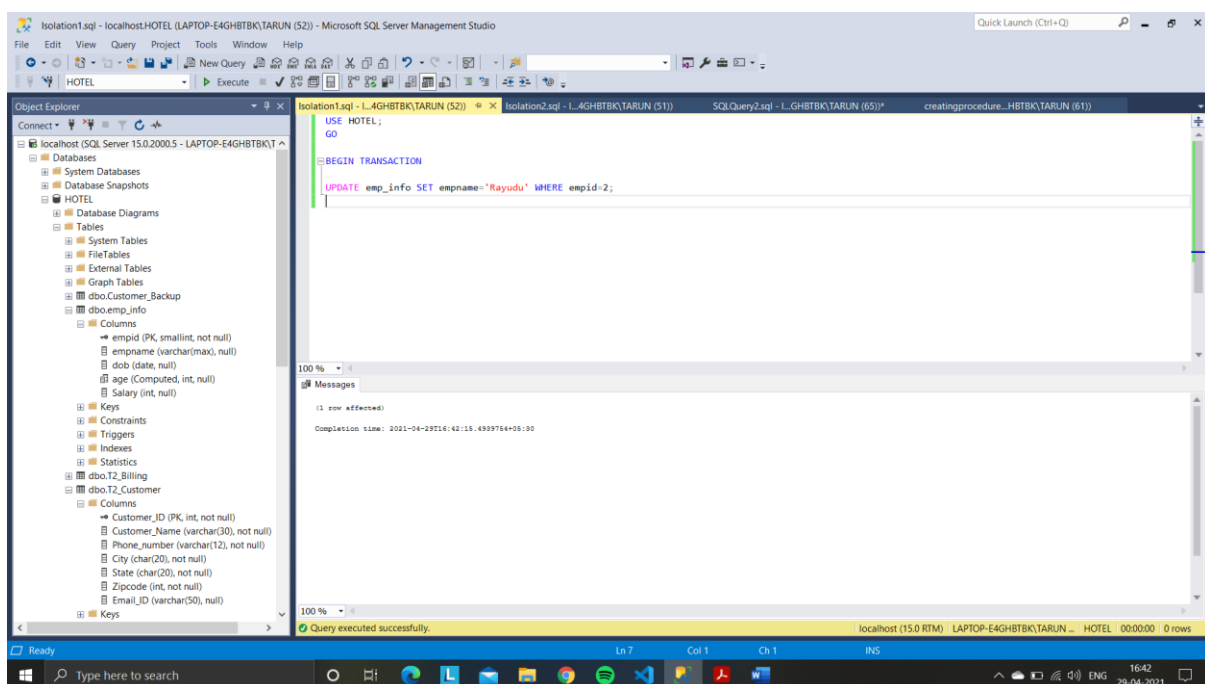 Isolation1.sql - localhost.HOTEL (LAPTOP-E4GHBTBK\TARUN (52)) - Microsoft SQL Server Management Studio
Quick Launch (Ctrl+Q)
File Edit View Query Project Tools Window Help
New Query
HOTEL
Execute
Object Explorer
Isolation1.sql - l...4GHBTBK\TARUN (52))
Isolation2.sql - l...4GHBTBK\TARUN (51))
SQLQuery2.sql - l...GHBTBK\TARUN (65))*
creatingprocedure...HBTBK\TARUN (61))
Connect
localhost (SQL Server 15.0.2000.5 - LAPTOP-E4GHBTBK\T
Databases
System Databases
Database Snapshots
HOTEL
Database Diagrams
Tables
System Tables
FileTables
External Tables
Graph Tables
dbo.Customer_Backup
dbo.emp_info
Columns
empid (PK, smallint, not null)
empname (varchar(max), null)
dob (date, null)
age (Computed, int, null)
Salary (int, null)
Keys
Constraints
Triggers
Indexes
Statistics
dbo.T2_Billing
dbo.T2_Customer
Columns
Customer_ID (PK, int, not null)
Customer_Name (varchar(30), not null)
Phone_number (varchar(12), not null)
City (char(20), not null)
State (char(20), not null)
Zipcode (int, not null)
Email_ID (varchar(50), null)
Keys
USE HOTEL;
GO
BEGIN TRANSACTION
UPDATE emp_info SET empname='Rayudu' WHERE empid=2;
100 %
Messages
(1 row affected)
Completion time: 2021-04-29T16:42:15.4939754+05:30
100 %
Query executed successfully.
localhost (15.0 RTM) LAPTOP-E4GHBTBK\TARUN ... HOTEL 00:00:00 0 rows
Ready
Ln 7 Col 1 Ch 1 INS
Type here to search
ENG
16:42
29-04-2021